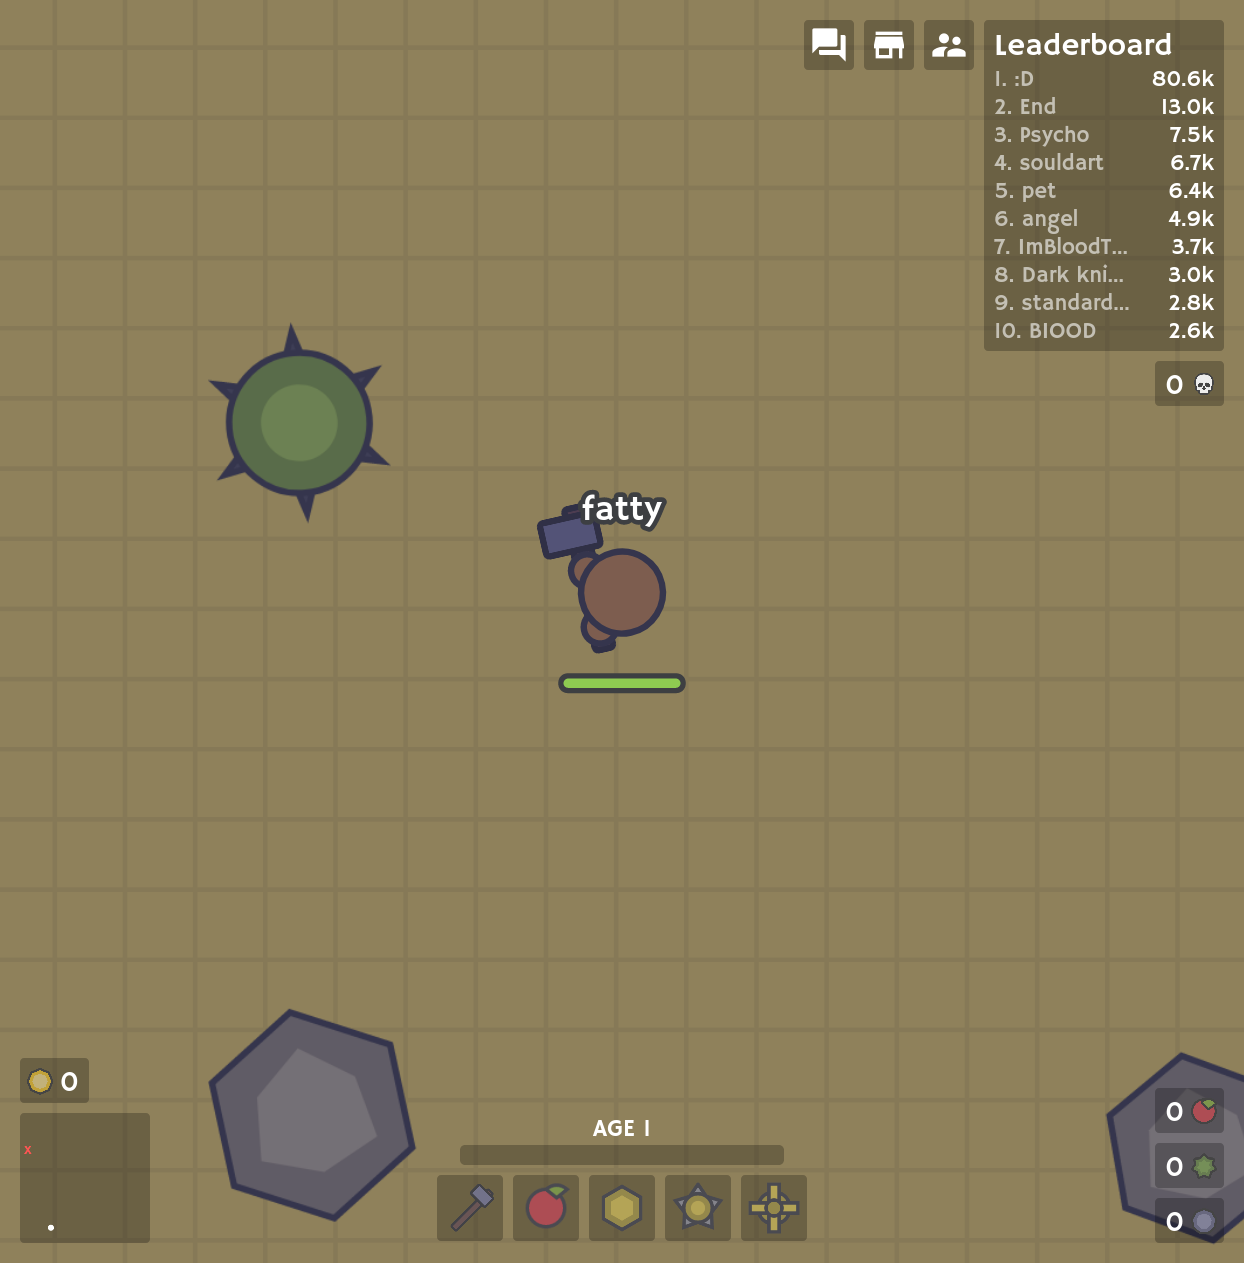 Leaderboard
1. :D 80.6k
2. End 13.0k
3. Psycho 7.5k
4. souldart 6.7k
5. pet 6.4k
6. angel 4.9k
7. ImBloodT... 3.7k
8. Dark kni... 3.0k
9. standard... 2.8k
10. BIOOD 2.6k
0
fatty
0
x
AGE 1
0
0
0